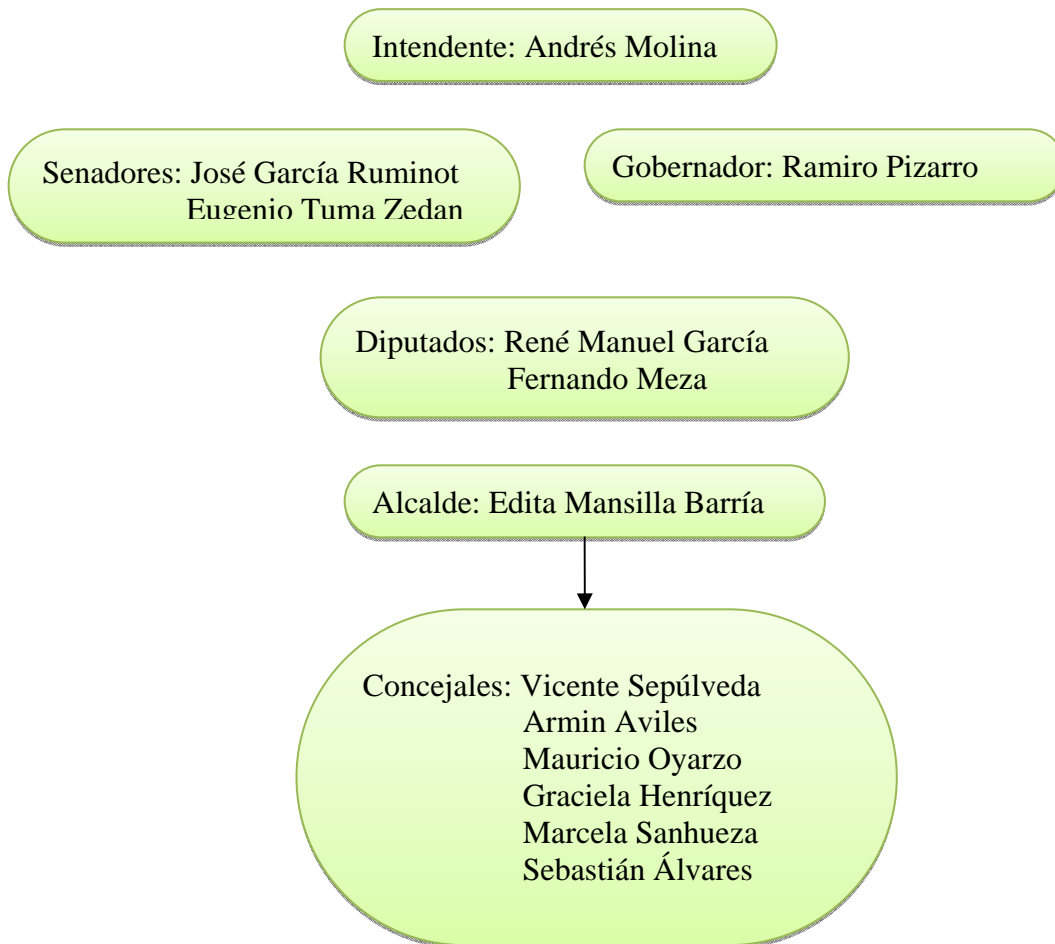 Intendente: Andrés Molina
Senadores: José García Ruminot
Eugenio Tuma Zedan
Gobernador: Ramiro Pizarro
Diputados: René Manuel García
Fernando Meza
Alcalde: Edita Mansilla Barría
Concejales: Vicente Sepúlveda
Armin Aviles
Mauricio Oyarzo
Graciela Henríquez
Marcela Sanhueza
Sebastián Álvares